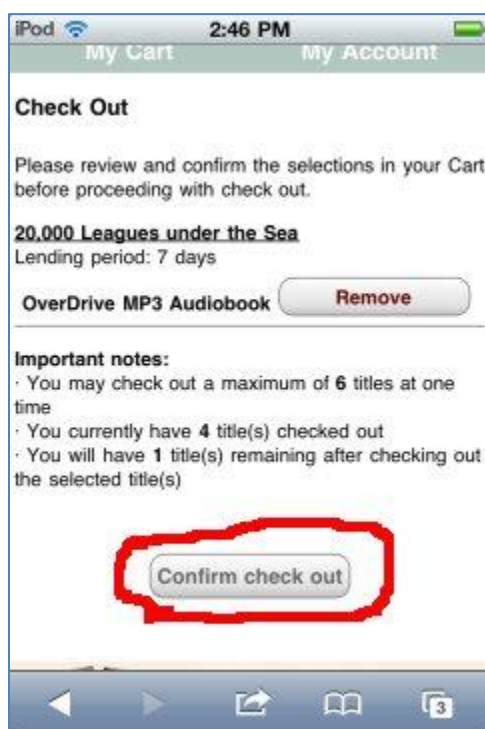 iPod 2:46 PM
My Cart My Account
Check Out
Please review and confirm the selections in your Cart
before proceeding with check out.
20,000 Leagues under the Sea
Lending period: 7 days
OverDrive MP3 Audiobook Remove
Important notes:
· You may check out a maximum of 6 titles at one
time
· You currently have 4 title(s) checked out
· You will have 1 title(s) remaining after checking out
the selected title(s)
Confirm check out
3